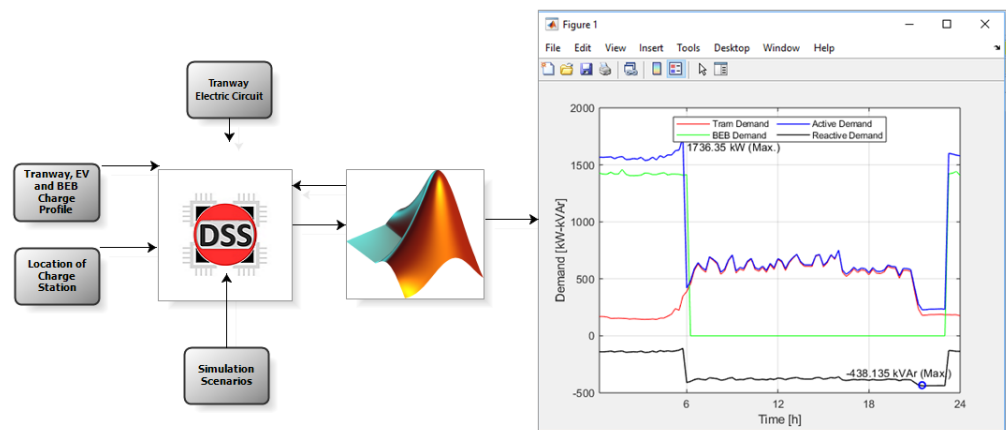 Tranway
Electric Circuit
Tranway, EV
and BEB
Charge
Profile
Location of
Charge
Station
DSS
Simulation
Scenarios
Figure 1
File Edit View Insert Tools Desktop Window Help
2000
1500
1000
500
0
-500
Demand [kW-kVAr]
Tram Demand Active Demand
BEB Demand Reactive Demand
1736.35 kW (Max.)
-438.135 kVAr (Max.)
6 12 18 24
Time [h]